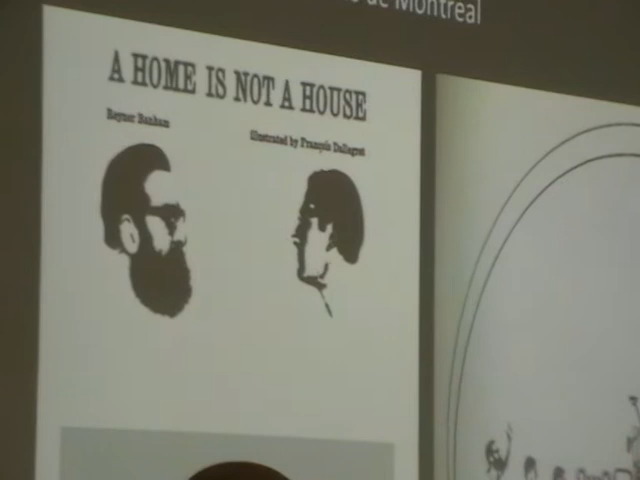 de Montreal
A HOME IS NOT A HOUSE
Reyner Banham
Illustrated by François Dallegret